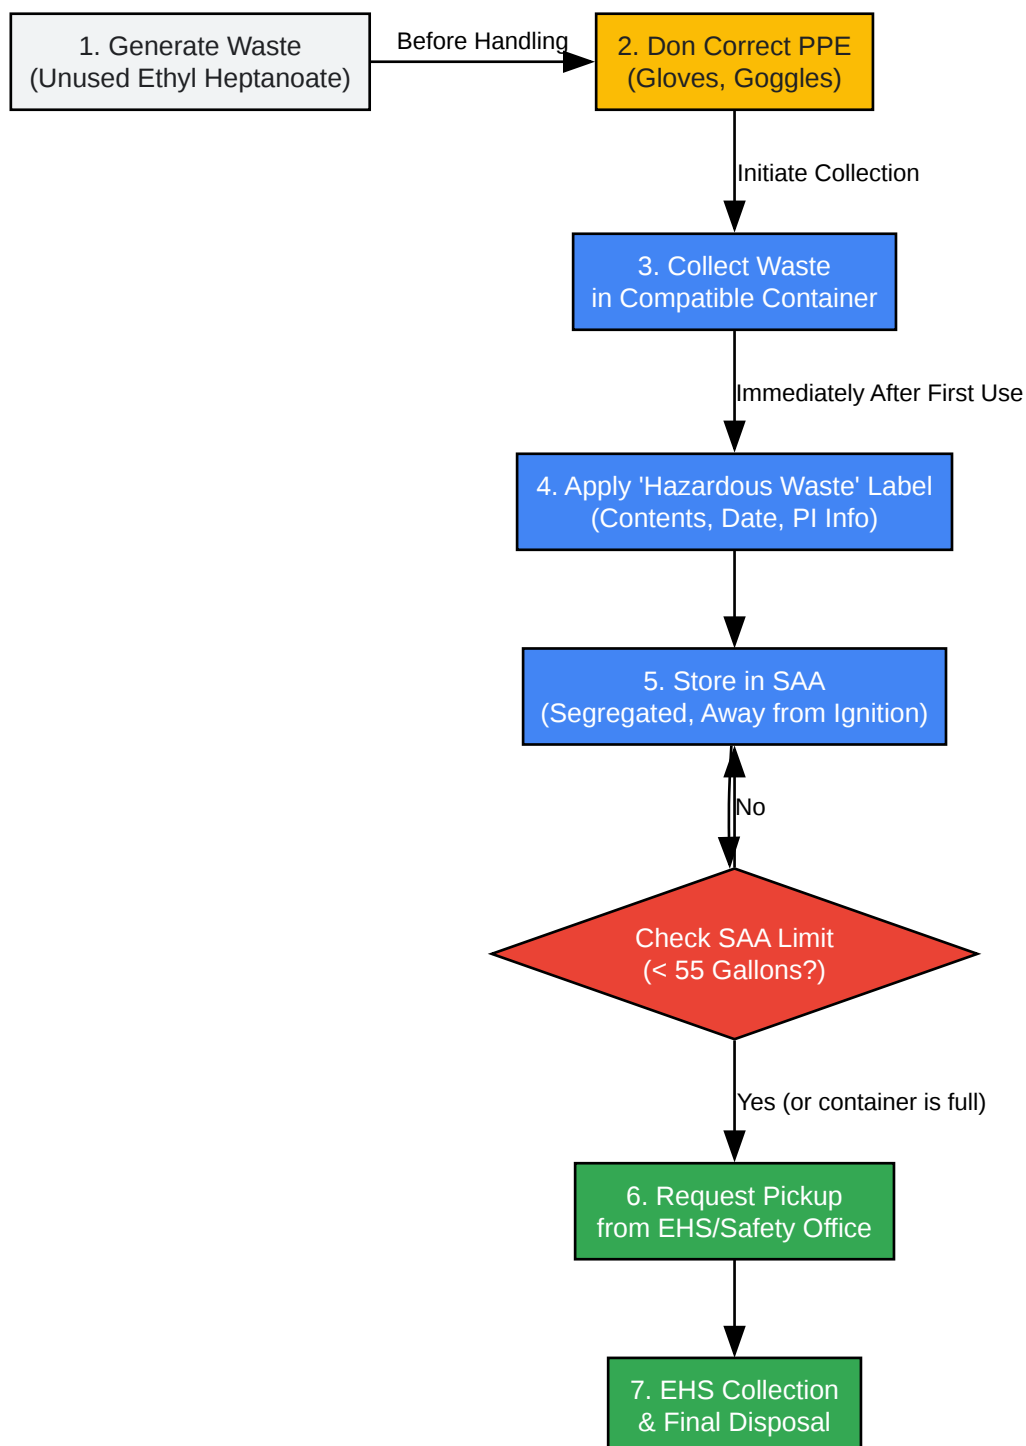 1. Generate Waste
(Unused Ethyl Heptanoate)
Before Handling
2. Don Correct PPE
(Gloves, Goggles)
Initiate Collection
3. Collect Waste
in Compatible Container
Immediately After First Use
4. Apply 'Hazardous Waste' Label
(Contents, Date, PI Info)
5. Store in SAA
(Segregated, Away from Ignition)
No
Check SAA Limit
(< 55 Gallons?)
Yes (or container is full)
6. Request Pickup
from EHS/Safety Office
7. EHS Collection
& Final Disposal